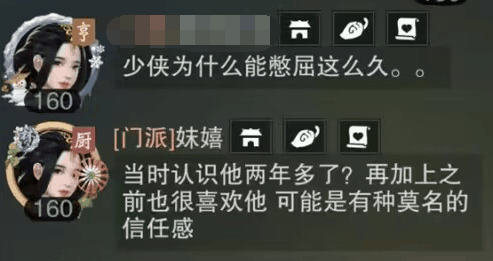 亨
160
少侠为什么能憋屈这么久。。
厨
[门派]妹嬉
160
当时认识他两年多了？再加上之
前也很喜欢他 可能是有种莫名的
信任感